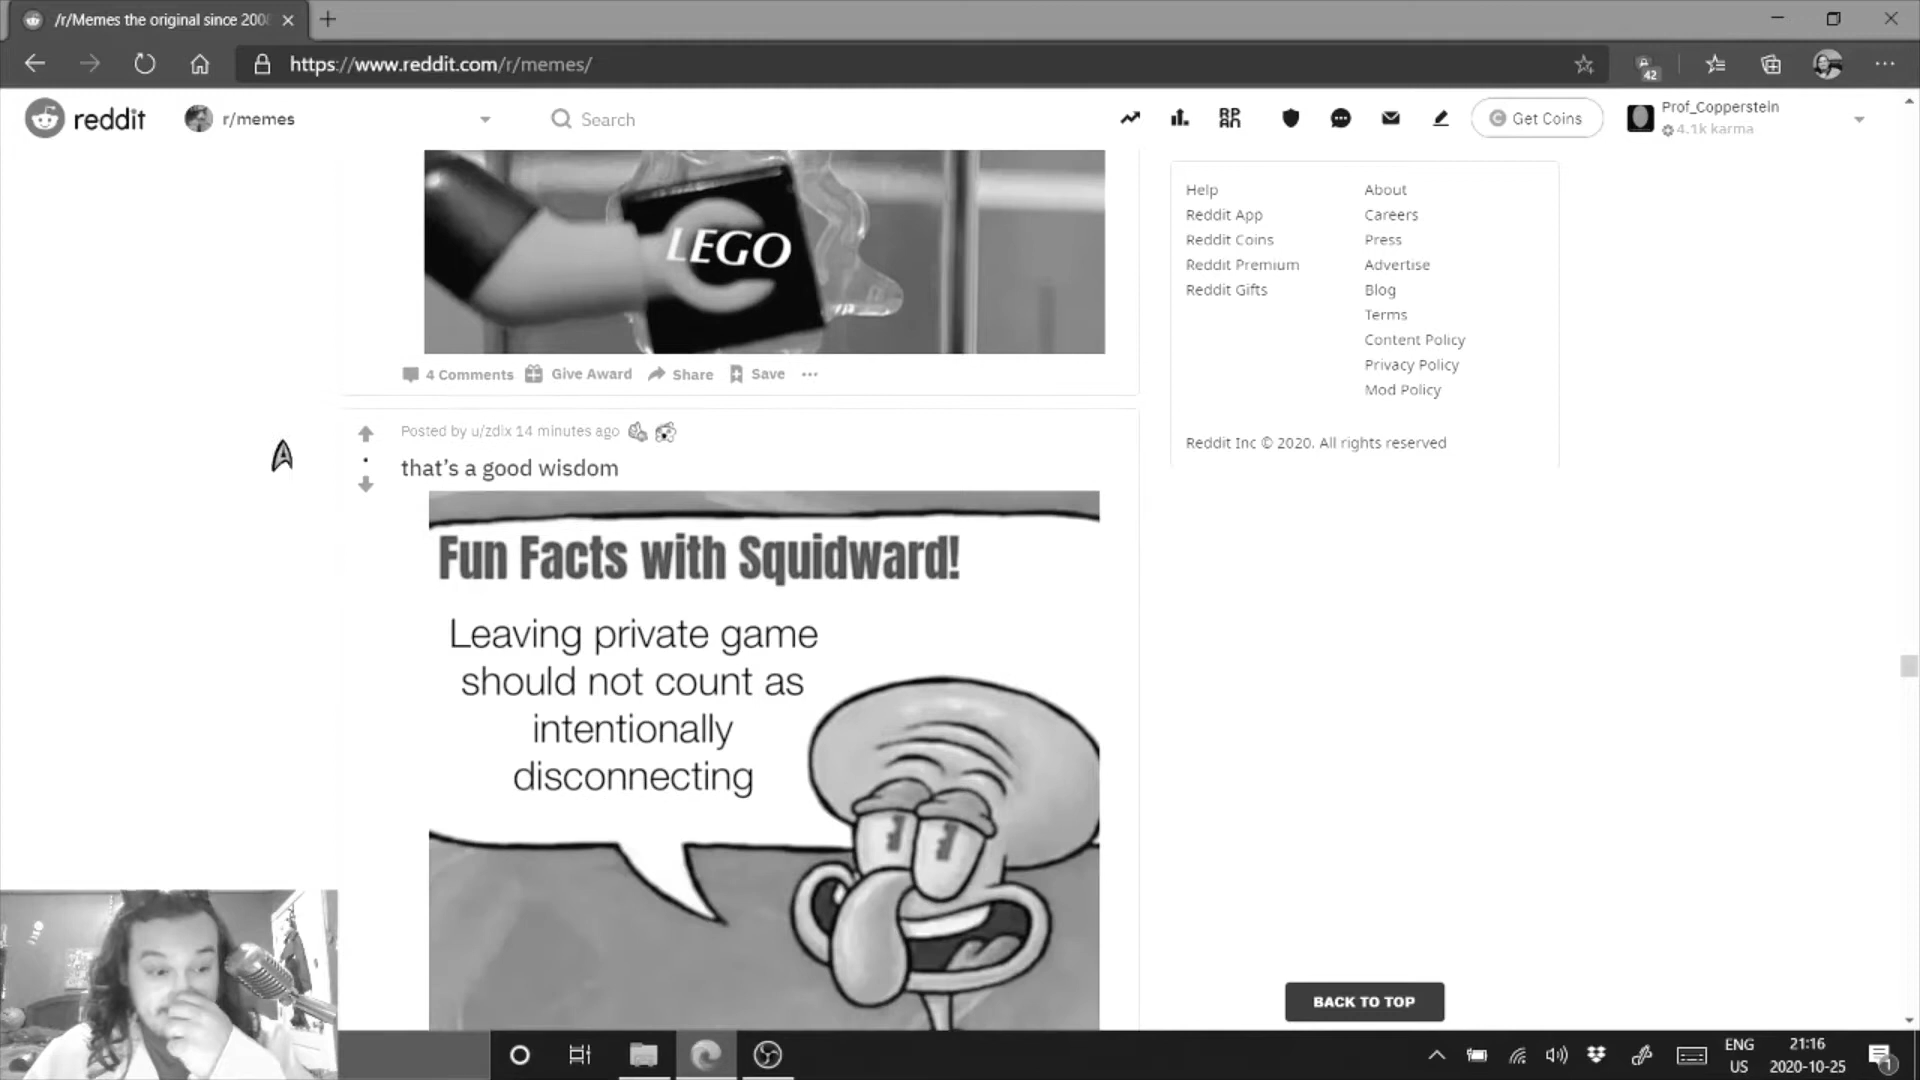 /r/Memes the original since 2008
https://www.reddit.com/r/memes/
42
reddit
r/memes
Search
Get Coins
Prof_Copperstein
4.1k karma
LEGO
4 Comments
Give Award
Share
Save
Posted by u/zdix 14 minutes ago
that's a good wisdom
Fun Facts with Squidward!
Leaving private game
should not count as
intentionally
disconnecting
Help
Reddit App
Reddit Coins
Reddit Premium
Reddit Gifts
About
Careers
Press
Advertise
Blog
Terms
Content Policy
Privacy Policy
Mod Policy
Reddit Inc © 2020. All rights reserved
BACK TO TOP
ENG
US
21:16
2020-10-25
1